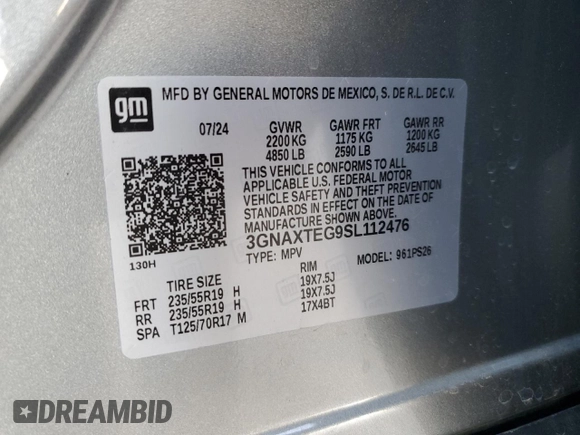 gm
MFD BY GENERAL MOTORS DE MEXICO, S. DE R.L. DE C.V.
07/24 GVWR GAWR FRT GAWR RR
2200 KG 1175 KG 1200 KG
4850 LB 2590 LB 2645 LB
THIS VEHICLE CONFORMS TO ALL
APPLICABLE U.S. FEDERAL MOTOR
VEHICLE SAFETY AND THEFT PREVENTION
STANDARDS IN EFFECT ON THE DATE OF
MANUFACTURE SHOWN ABOVE.
3GNAXTEG9SL112476
130H
TYPE: MPV MODEL: 961PS26
TIRE SIZE RIM
FRT 235/55R19 H 19X7.5J
RR 235/55R19 H 19X7.5J
SPA T125/70R17 M 17X4BT
DREAMBID